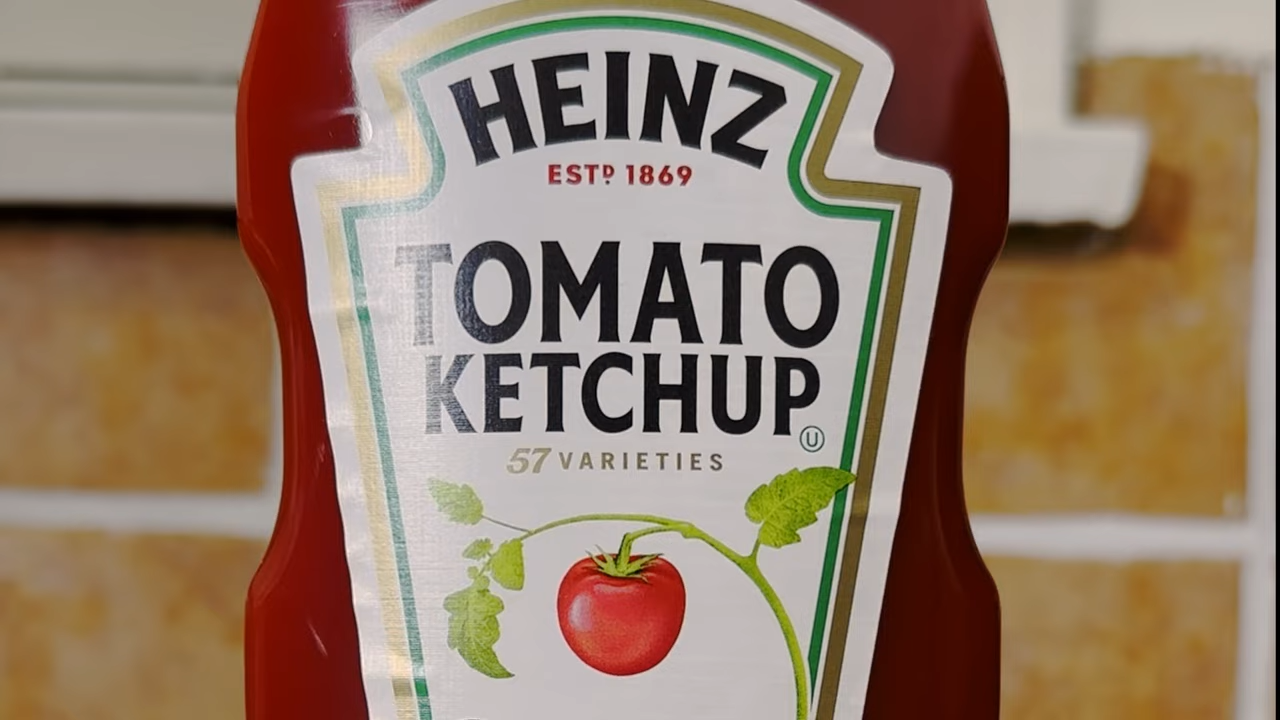 HEINZ
ESTD 1869
TOMATO
KETCHUP
U
57 VARIETIES